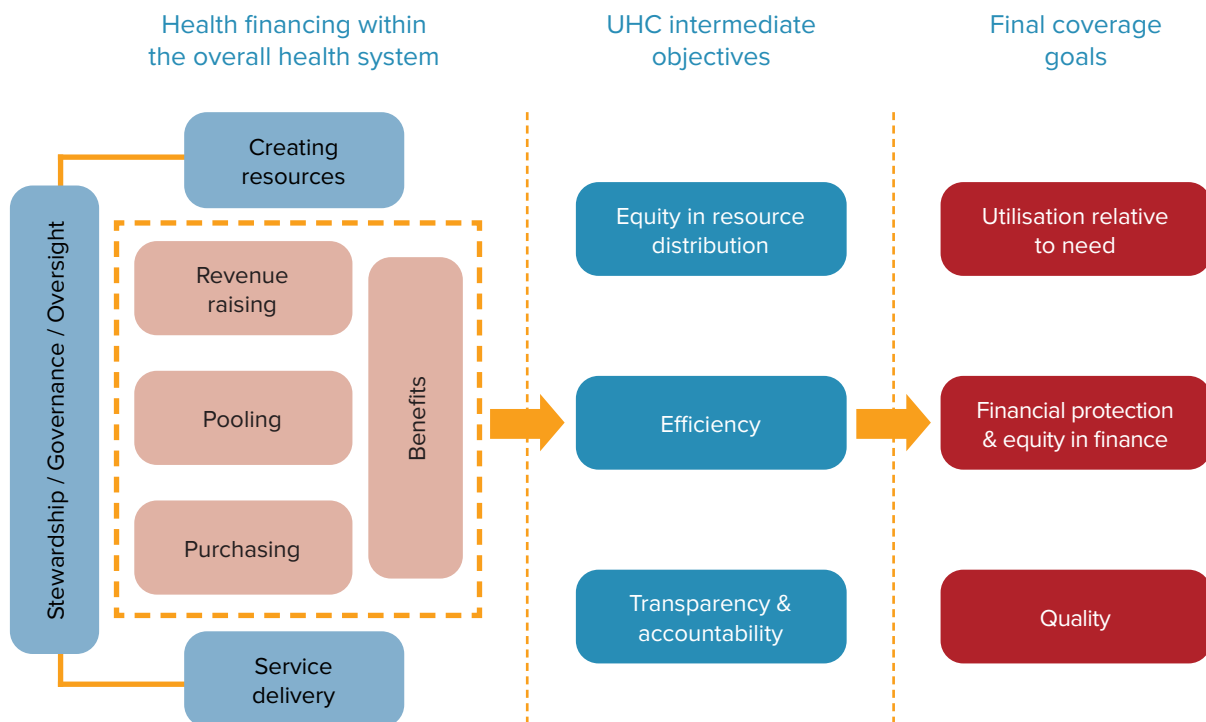 Health financing within
the overall health system
UHC intermediate
objectives
Final coverage
goals
Stewardship / Governance / Oversight
Creating
resources
Revenue
raising
Pooling
Purchasing
Benefits
Service
delivery
Equity in resource
distribution
Efficiency
Transparency &
accountability
Utilisation relative
to need
Financial protection
& equity in finance
Quality